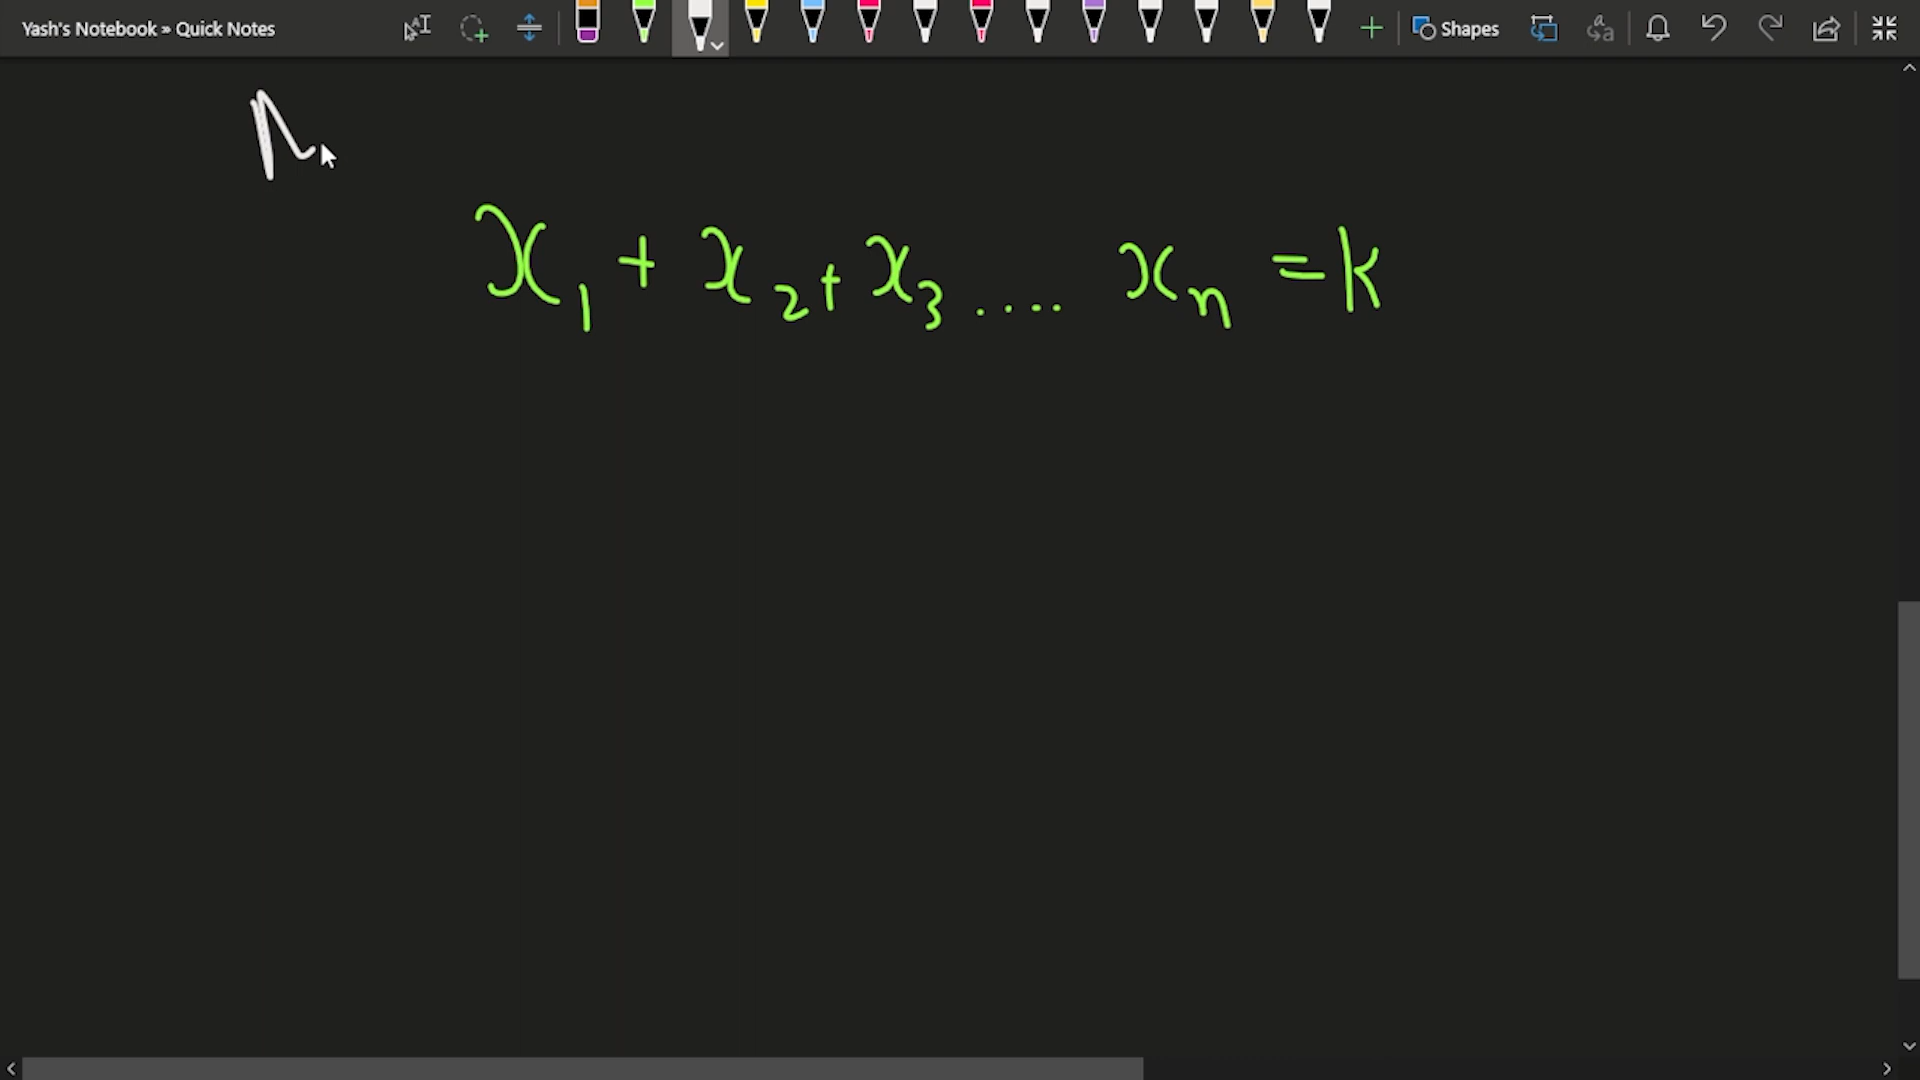 Yash's Notebook » Quick Notes
Shapes
x₁ + x₂ + x₃ .... xₙ = k